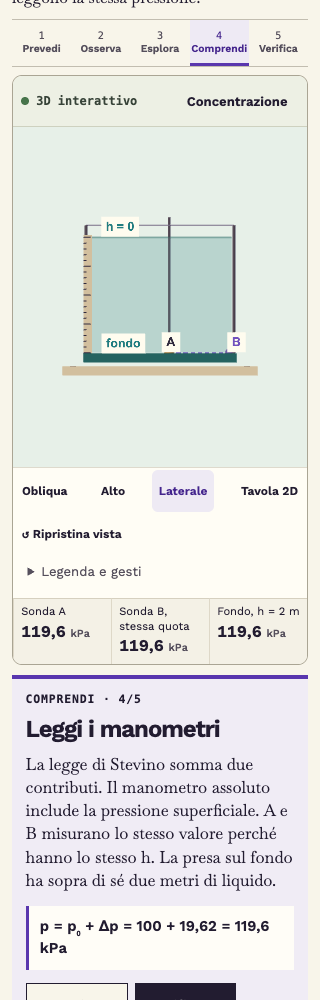 leggono la stessa pressione.
1
Prevedi
2
Osserva
3
Esplora
4
Comprendi
5
Verifica
3D interattivo
Concentrazione
h = 0
fondo
A
B
Obliqua
Alto
Laterale
Tavola 2D
↺ Ripristina vista
▶ Legenda e gesti
Sonda A
119,6 kPa
Sonda B,
stessa quota
119,6 kPa
Fondo, h = 2 m
119,6 kPa
COMPRENDI · 4/5
Leggi i manometri
La legge di Stevino somma due
contributi. Il manometro assoluto
include la pressione superficiale. A e
B misurano lo stesso valore perché
hanno lo stesso h. La presa sul fondo
ha sopra di sé due metri di liquido.
p = p₀ + Δp = 100 + 19,62 = 119,6
kPa